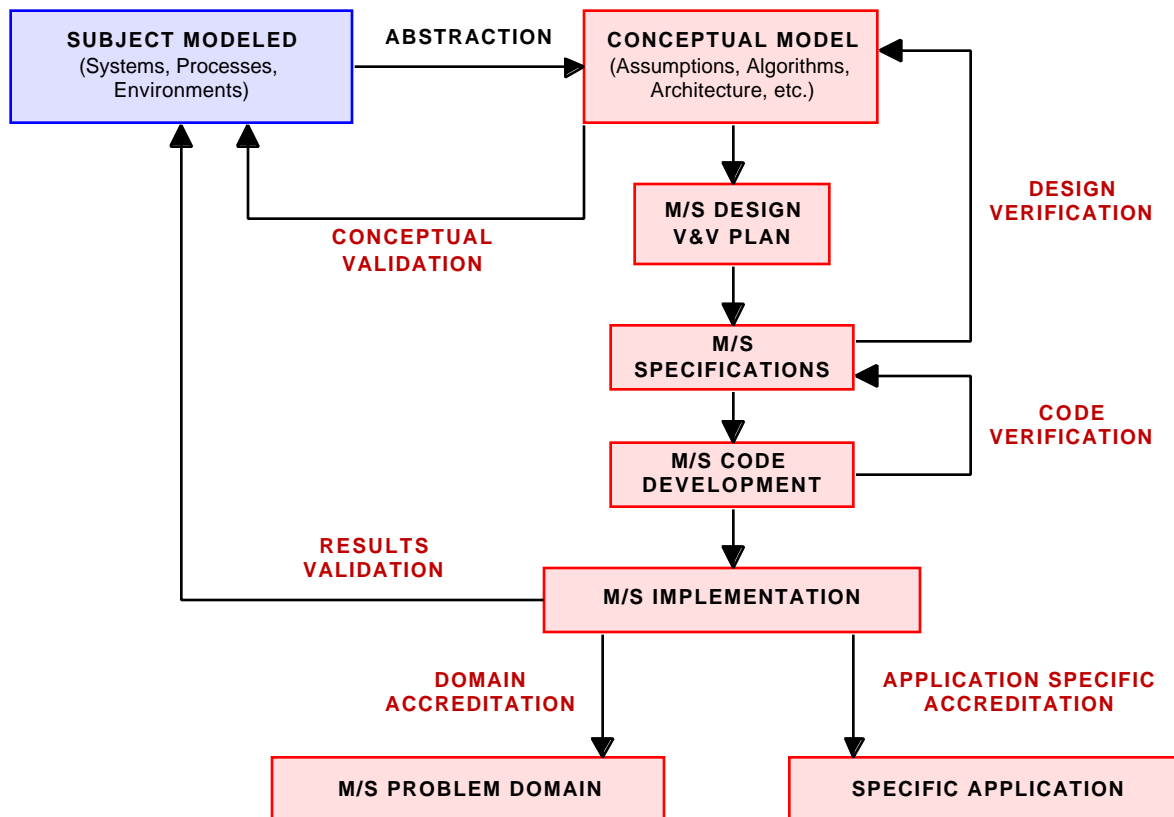 SUBJECT MODELED
(Systems, Processes,
Environments)
ABSTRACTION
CONCEPTUAL MODEL
(Assumptions, Algorithms,
Architecture, etc.)
M/S DESIGN
V&V PLAN
DESIGN
VERIFICATION
CONCEPTUAL
VALIDATION
M/S
SPECIFICATIONS
CODE
VERIFICATION
M/S CODE
DEVELOPMENT
RESULTS
VALIDATION
M/S IMPLEMENTATION
DOMAIN
ACCREDITATION
APPLICATION SPECIFIC
ACCREDITATION
M/S PROBLEM DOMAIN
SPECIFIC APPLICATION